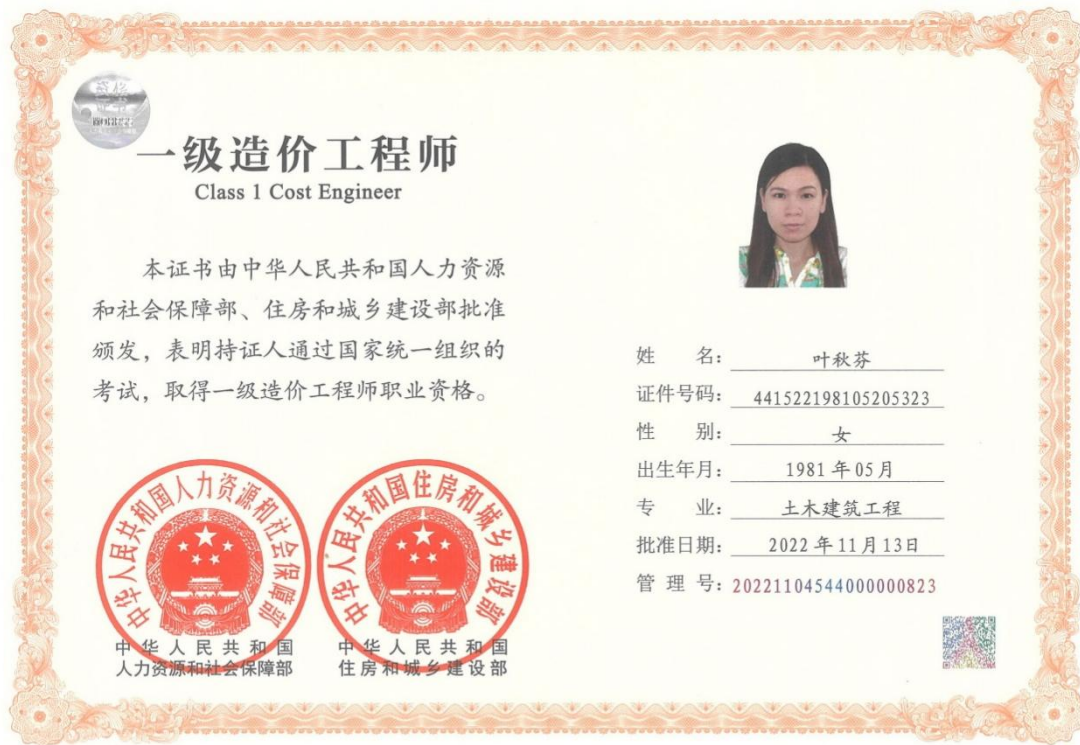 一级造价工程师
Class 1 Cost Engineer
本证书由中华人民共和国人力资源
和社会保障部、住房和城乡建设部批准
颁发，表明持证人通过国家统一组织的
考试，取得一级造价工程师职业资格。
中华人民共和国人力资源和社会保障部
中华人民共和国
人力资源和社会保障部
中华人民共和国住房和城乡建设部
中华人民共和国
住房和城乡建设部
姓 名： 叶秋芬
证件号码： 441522198105205323
性 别： 女
出生年月： 1981年05月
专 业： 土木建筑工程
批准日期： 2022年11月13日
管 理 号： 20221104544000000823